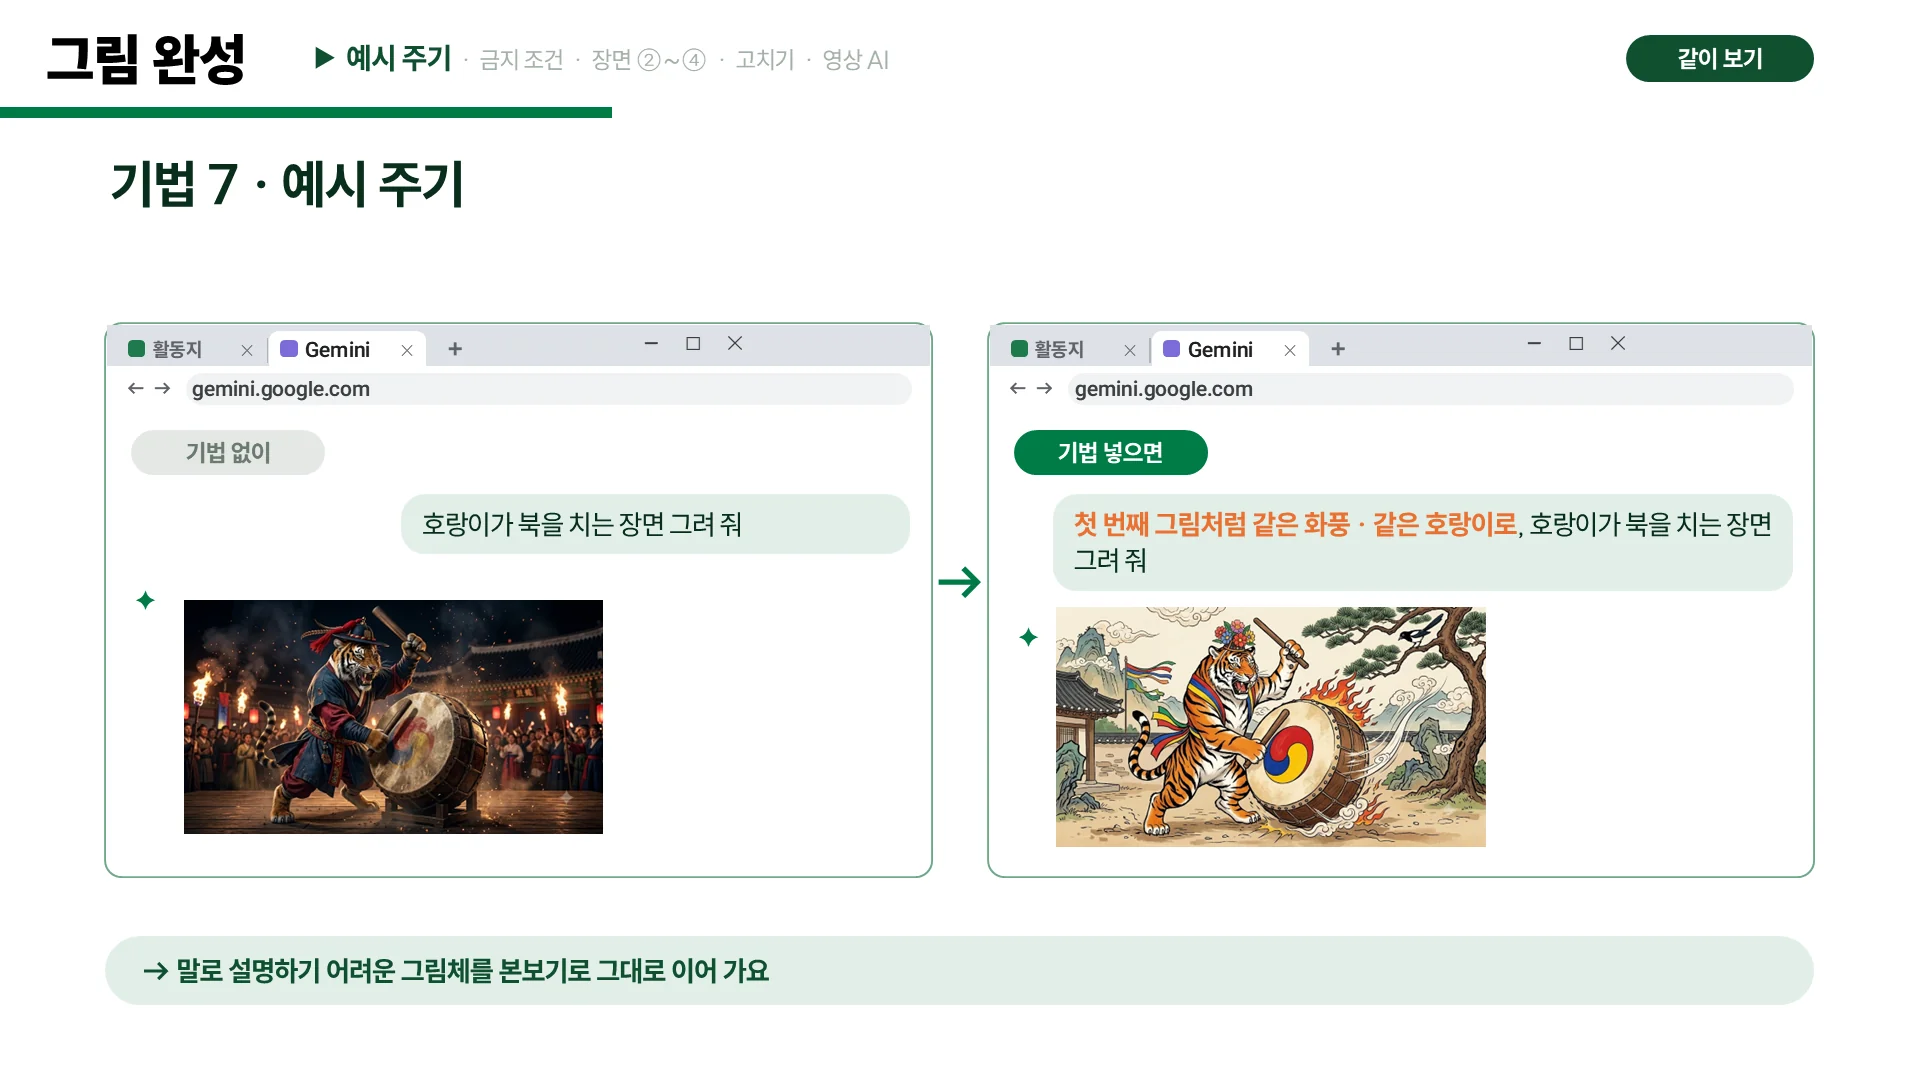 그림 완성
▶ 예시 주기 · 금지 조건 · 장면 ②~④ · 고치기 · 영상 AI
같이 보기
기법 7 · 예시 주기
활동지
Gemini
gemini.google.com
기법 없이
호랑이가 북을 치는 장면 그려 줘
활동지
Gemini
gemini.google.com
기법 넣으면
첫 번째 그림처럼 같은 화풍 · 같은 호랑이로, 호랑이가 북을 치는 장면
그려 줘
→ 말로 설명하기 어려운 그림체를 본보기로 그대로 이어 가요